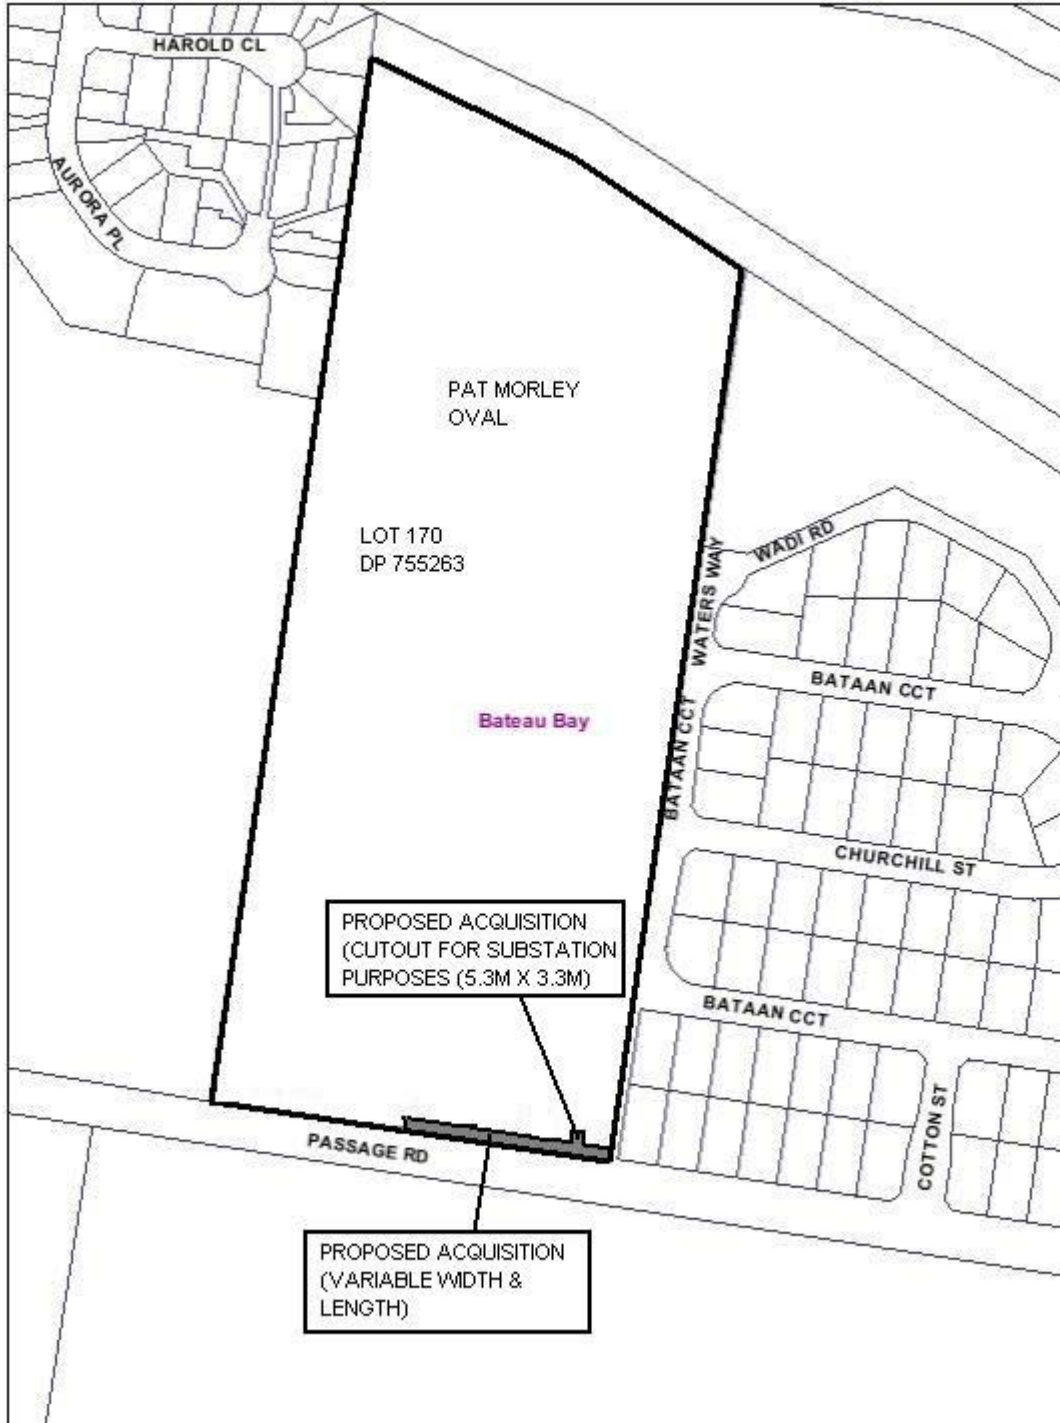 HAROLD CL
AURORA PL
PAT MORLEY
OVAL
LOT 170
DP 755263
WADI RD
WATERS WAY
BATAAN CCT
Bateau Bay
BATAAN CCT
CHURCHILL ST
PROPOSED ACQUISITION
(CUTOUT FOR SUBSTATION
PURPOSES (5.3M X 3.3M)
BATAAN CCT
COTTON ST
PASSAGE RD
PROPOSED ACQUISITION
(VARIABLE WIDTH &
LENGTH)